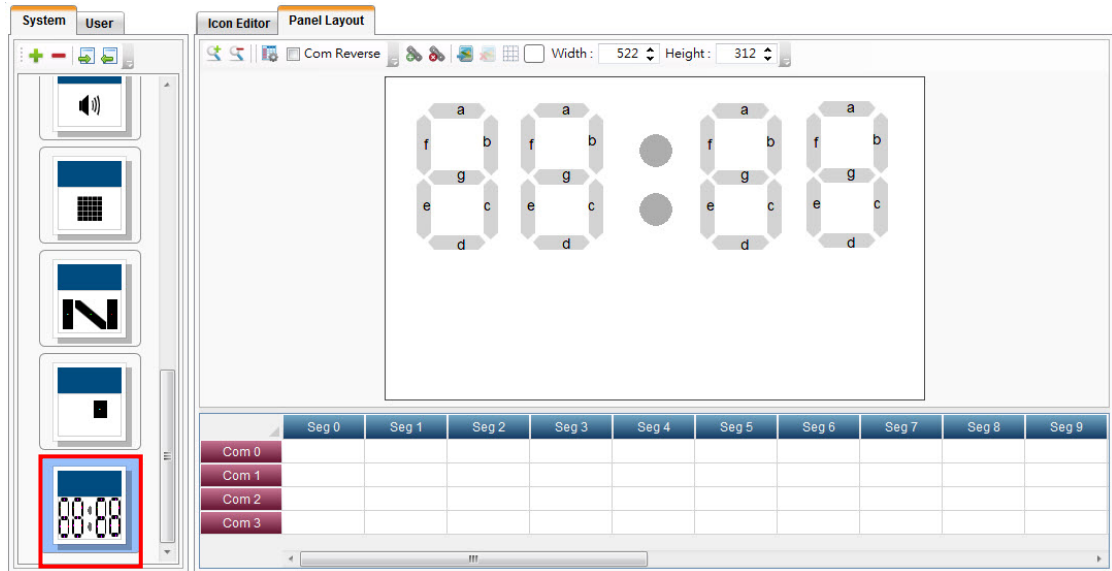 System User
Icon Editor Panel Layout
Com Reverse Width : 522 Height : 312
a a a a
f b f b f b f b
g g g g
e c e c e c e c
d d d d
Seg 0 Seg 1 Seg 2 Seg 3 Seg 4 Seg 5 Seg 6 Seg 7 Seg 8 Seg 9
Com 0
Com 1
Com 2
Com 3
88:88